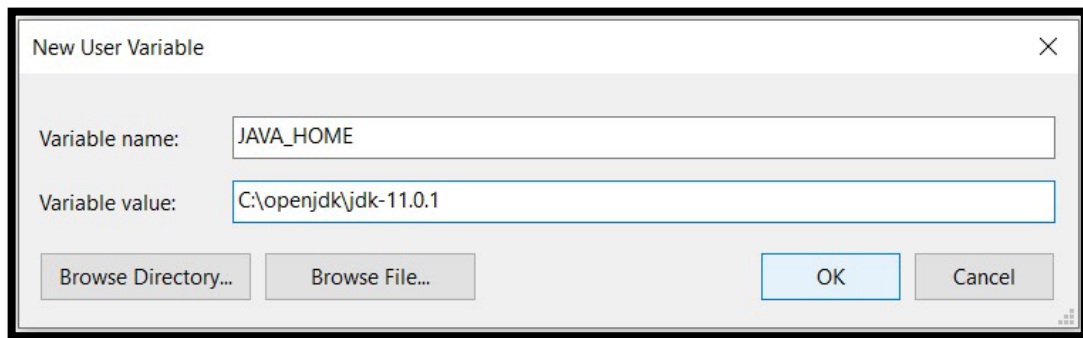 New User Variable
Variable name: JAVA_HOME
Variable value: C:\openjdk\jdk-11.0.1
Browse Directory... Browse File... OK Cancel